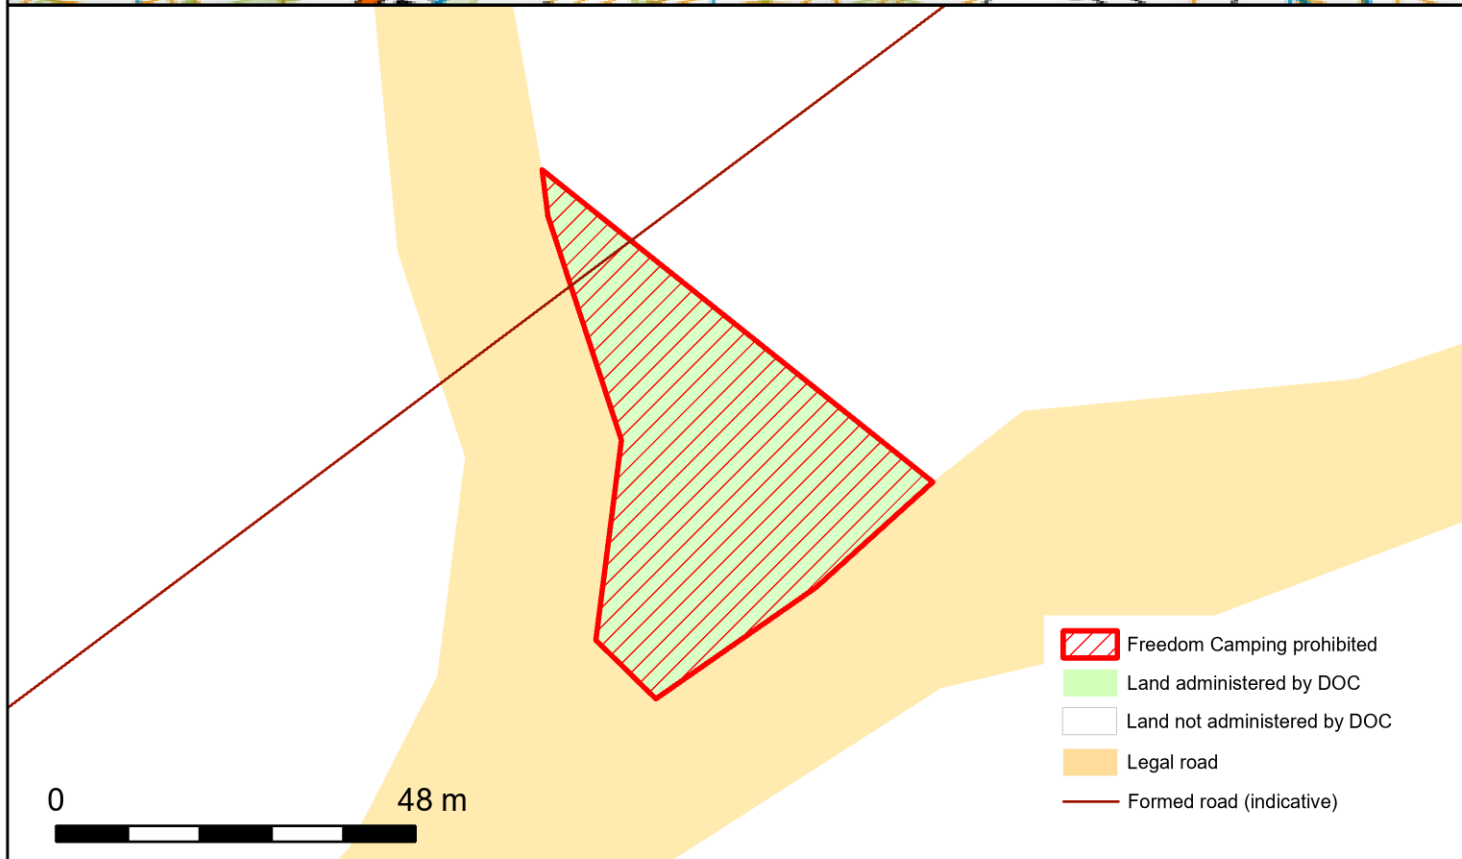 Freedom Camping prohibited
Land administered by DOC
Land not administered by DOC
Legal road
Formed road (indicative)
0 48 m